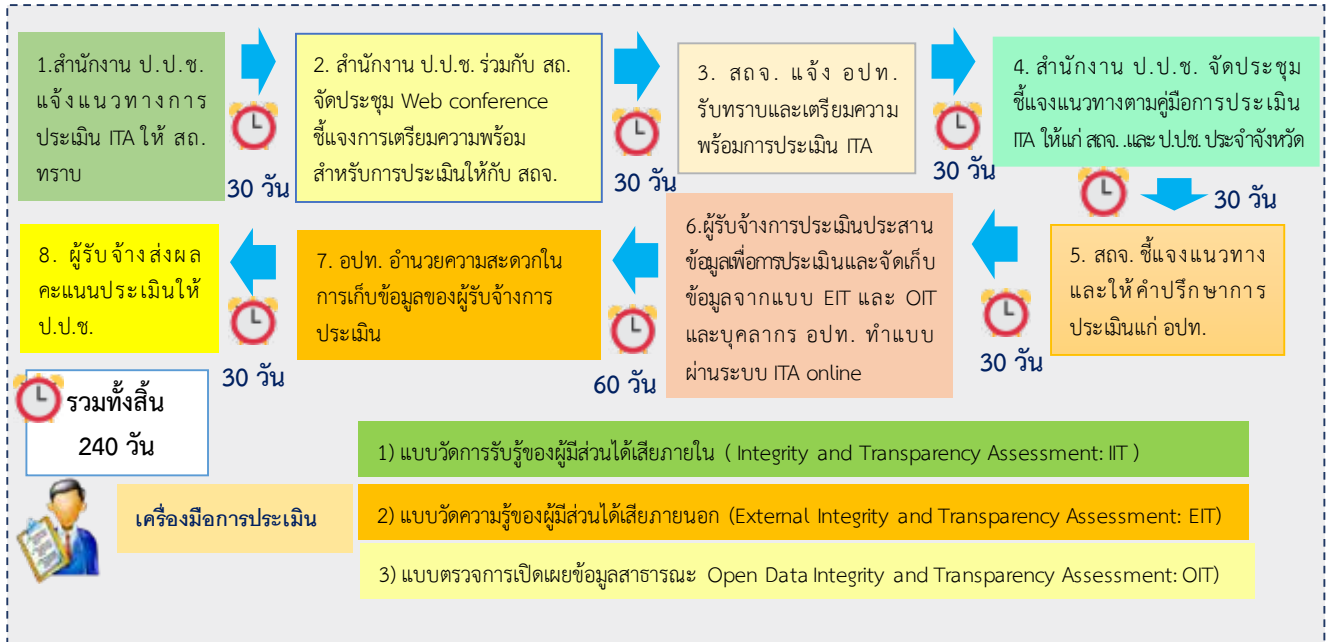 1.สำนักงาน ป.ป.ช.
แจ้งแนวทางการ
ประเมิน ITA ให้ สถ.
ทราบ
30 วัน
2. สำนักงาน ป.ป.ช. ร่วมกับ สถ.
จัดประชุม Web conference
ชี้แจงการเตรียมความพร้อม
สำหรับการประเมินให้กับ สถจ.
30 วัน
3. สถจ. แจ้ง อปท.
รับทราบและเตรียมความ
พร้อมการประเมิน ITA
30 วัน
4. สำนักงาน ป.ป.ช. จัดประชุม
ชี้แจงแนวทางตามคู่มือการประเมิน
ITA ให้แก่ สถจ. .และ ป.ป.ช. ประจำจังหวัด
30 วัน
5. สถจ. ชี้แจงแนวทาง
และให้คำปรึกษาการ
ประเมินแก่ อปท.
30 วัน
6.ผู้รับจ้างการประเมินประสาน
ข้อมูลเพื่อการประเมินและจัดเก็บ
ข้อมูลจากแบบ EIT และ OIT
และบุคลากร อปท. ทำแบบ
ผ่านระบบ ITA online
60 วัน
7. อปท. อำนวยความสะดวกใน
การเก็บข้อมูลของผู้รับจ้างการ
ประเมิน
30 วัน
8. ผู้รับจ้างส่งผล
คะแนนประเมินให้
ป.ป.ช.
รวมทั้งสิ้น
240 วัน
เครื่องมือการประเมิน
1) แบบวัดการรับรู้ของผู้มีส่วนได้เสียภายใน ( Integrity and Transparency Assessment: IIT )
2) แบบวัดความรู้ของผู้มีส่วนได้เสียภายนอก (External Integrity and Transparency Assessment: EIT)
3) แบบตรวจการเปิดเผยข้อมูลสาธารณะ Open Data Integrity and Transparency Assessment: OIT)